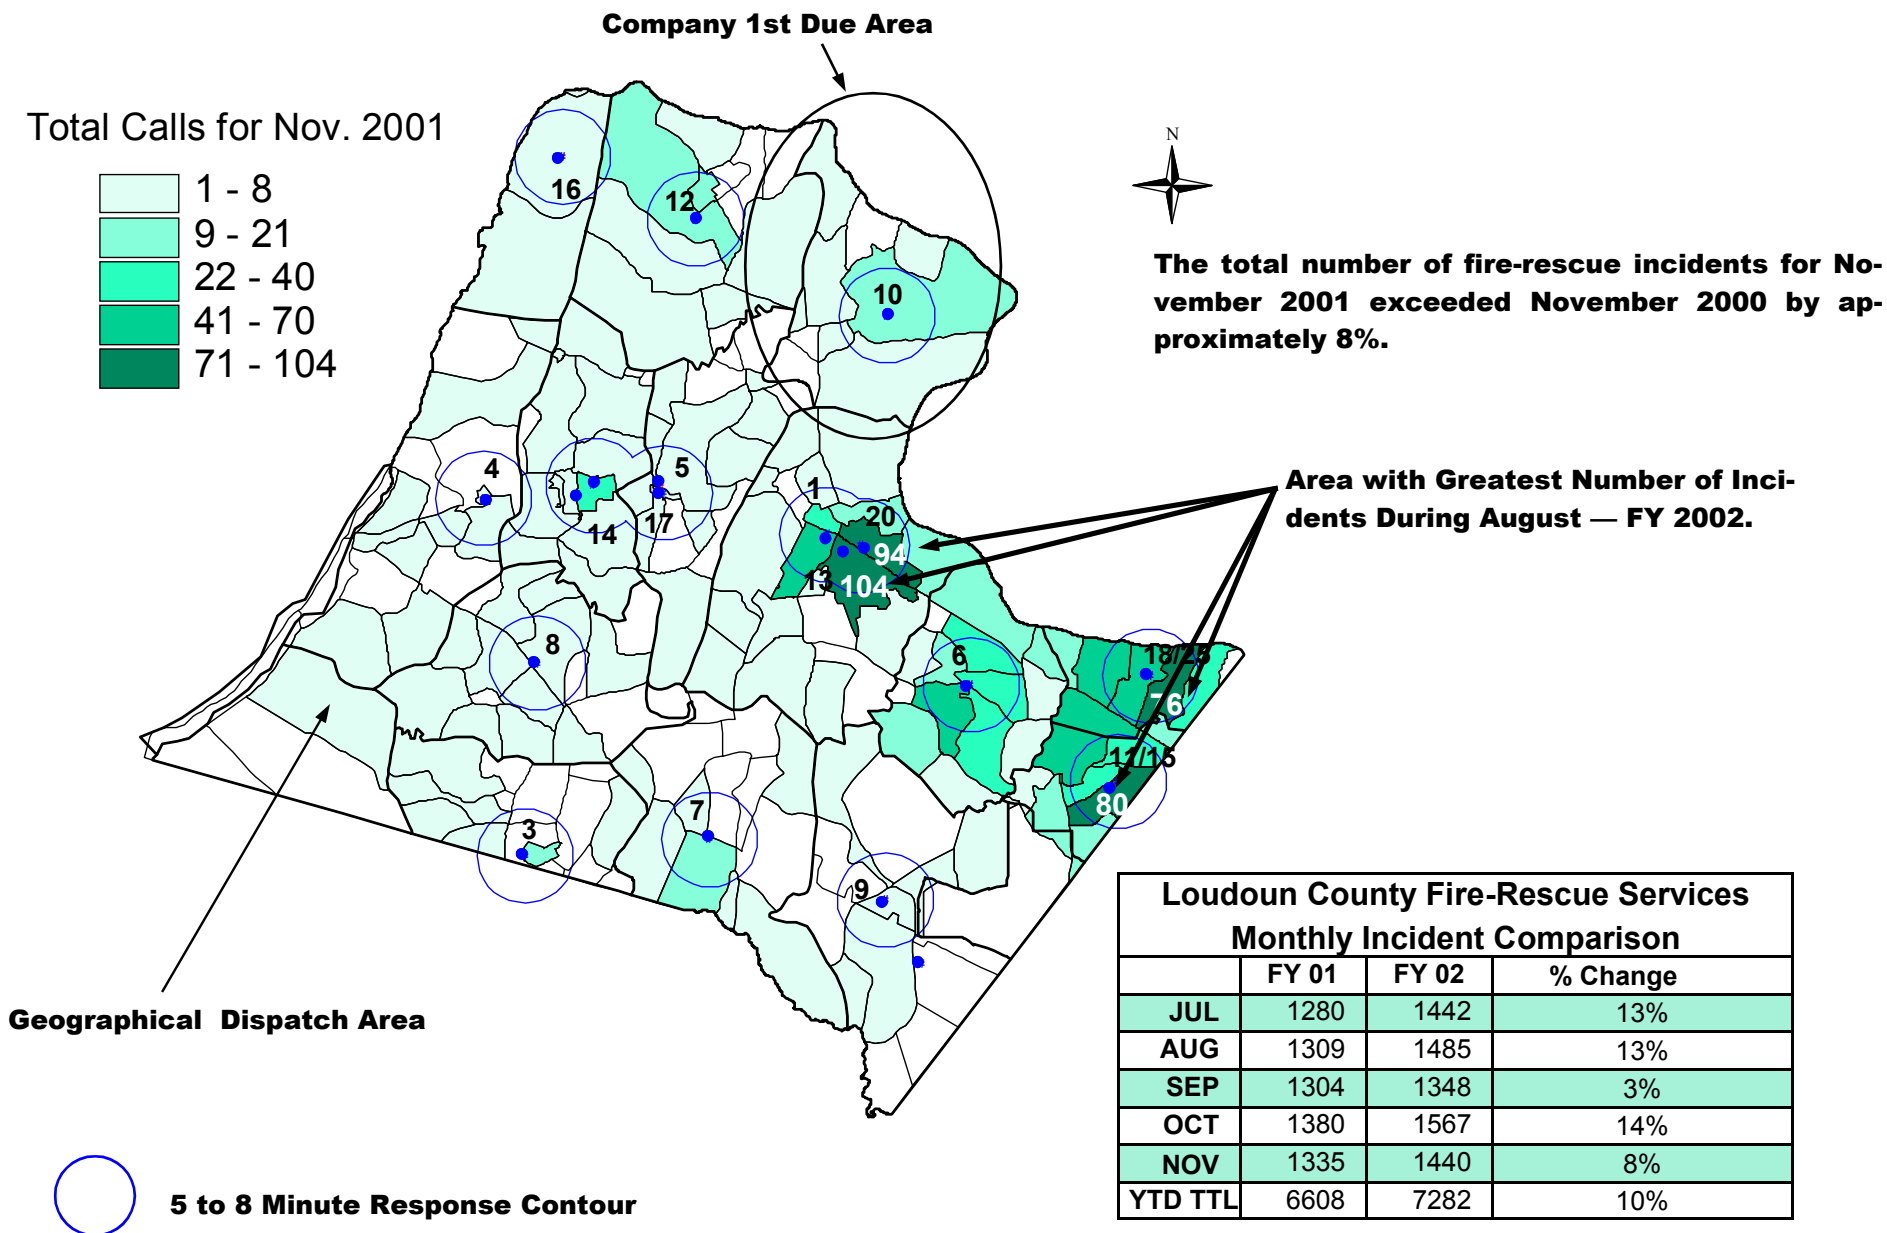 Company 1st Due Area
Total Calls for Nov. 2001
1 - 8
9 - 21
22 - 40
41 - 70
71 - 104
N
The total number of fire-rescue incidents for No-
vember 2001 exceeded November 2000 by ap-
proximately 8%.
16
12
10
Area with Greatest Number of Inci-
dents During August — FY 2002.
4
5
1
20
14
17
94
13
104
8
6
18/25
76
11/15
80
7
3
9
Geographical Dispatch Area
5 to 8 Minute Response Contour
Loudoun County Fire-Rescue Services
Monthly Incident Comparison
FY 01 FY 02 % Change
JUL 1280 1442 13%
AUG 1309 1485 13%
SEP 1304 1348 3%
OCT 1380 1567 14%
NOV 1335 1440 8%
YTD TTL 6608 7282 10%